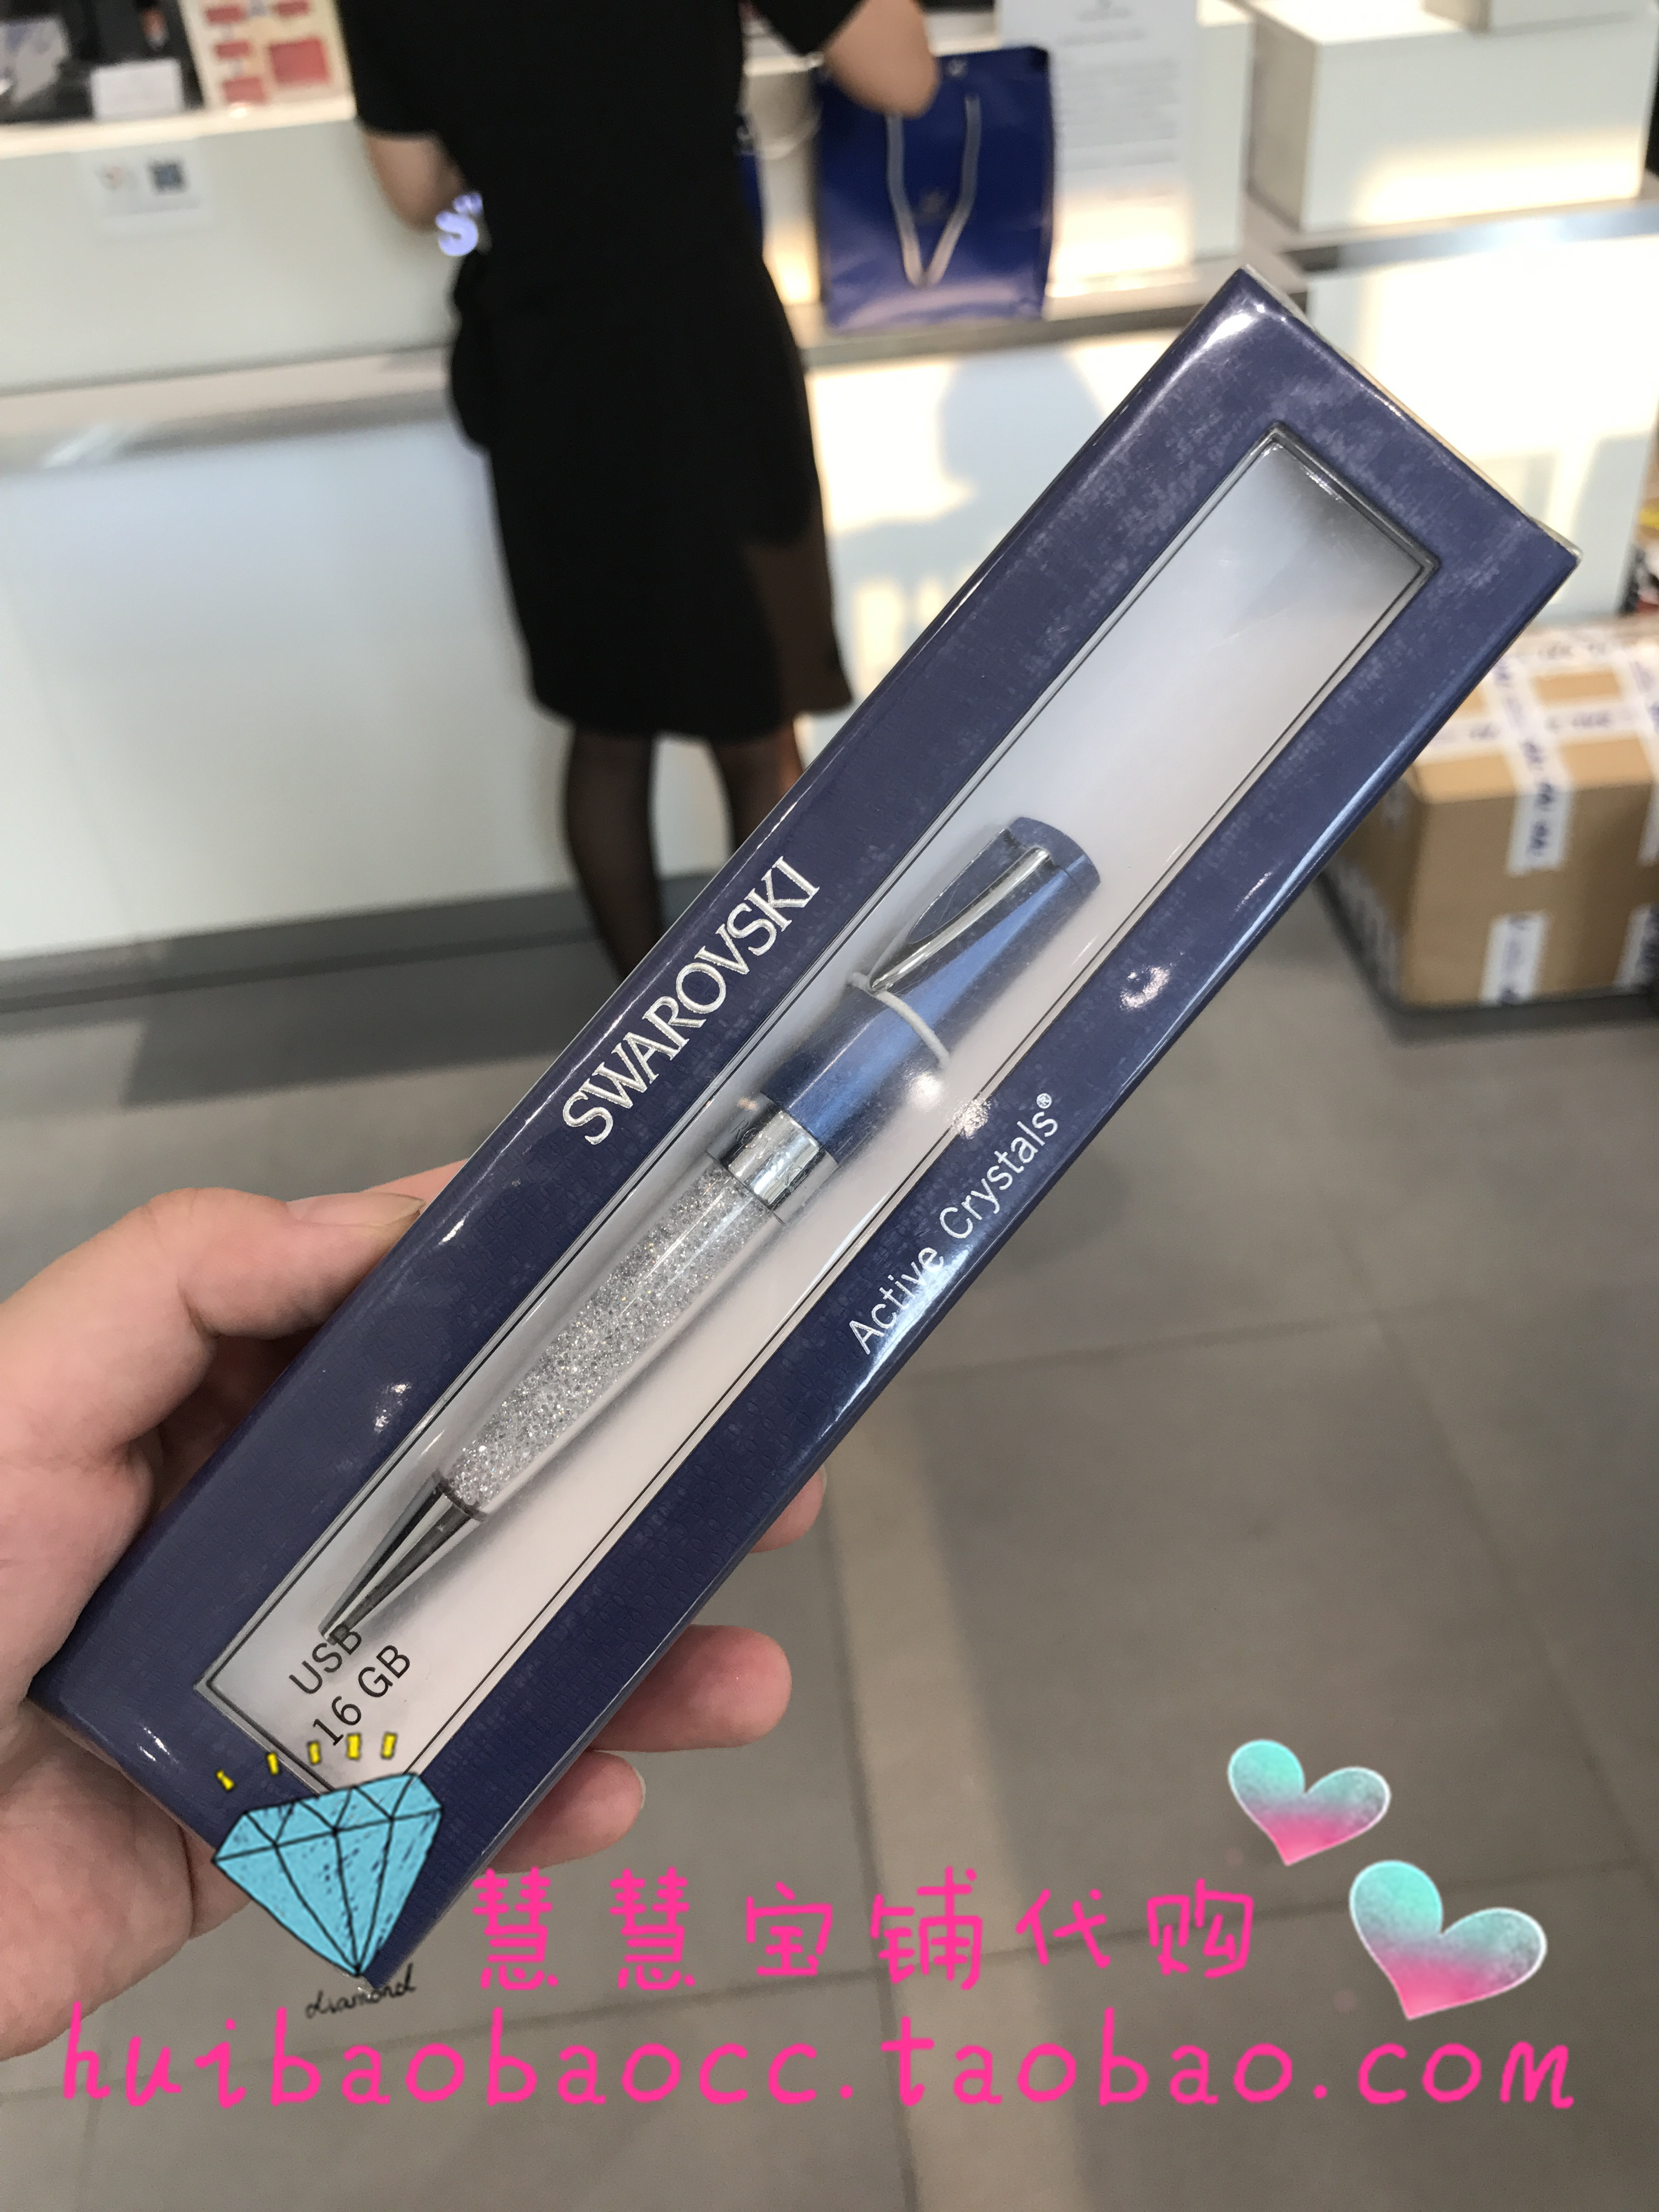 SWAROVSKI
Active Crystals®
USB
16 GB
diamond
慧慧宝铺代购
huibaobaocc.taobao.com